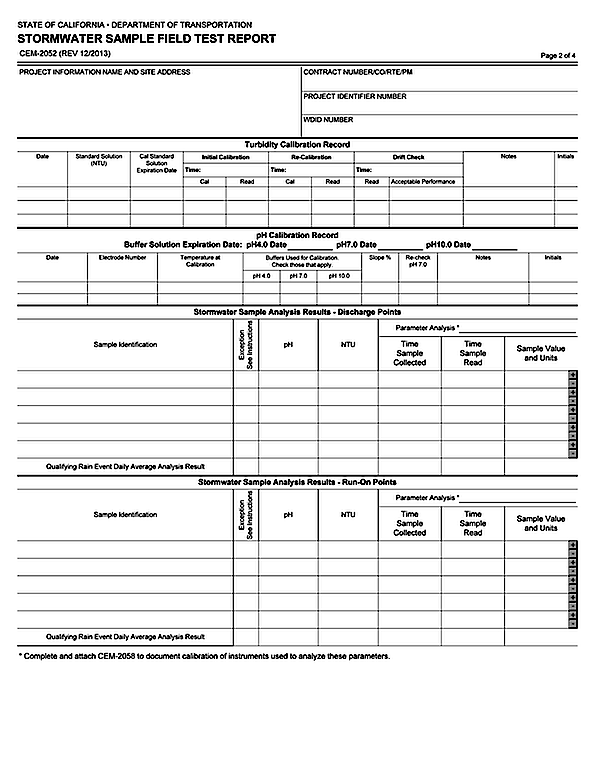 STATE OF CALIFORNIA • DEPARTMENT OF TRANSPORTATION
STORMWATER SAMPLE FIELD TEST REPORT
CEM-2052 (REV 12/2013)
Page 2 of 4
PROJECT INFORMATION NAME AND SITE ADDRESS
CONTRACT NUMBER/CO/RTE/PM
PROJECT IDENTIFIER NUMBER
WDID NUMBER
Turbidity Calibration Record
Date
Standard Solution
(NTU)
Cal Standard
Solution
Expiration Date
Initial Calibration
Re-Calibration
Drift Check
Notes
Initials
Time:
Time:
Time:
Cal
Read
Cal
Read
Read
Acceptable Performance
pH Calibration Record
Buffer Solution Expiration Date: pH4.0 Date pH7.0 Date pH10.0 Date
Date
Electrode Number
Temperature at
Calibration
Buffers Used for Calibration.
Check those that apply.
Slope %
Re-check
pH 7.0
Notes
Initials
pH 4.0
pH 7.0
pH 10.0
Stormwater Sample Analysis Results - Discharge Points
Sample Identification
Exception
See Instructions
pH
NTU
Parameter Analysis *
Time
Sample
Collected
Time
Sample
Read
Sample Value
and Units
+
-
+
-
+
-
+
-
+
-
Qualifying Rain Event Daily Average Analysis Result
Stormwater Sample Analysis Results - Run-On Points
Sample Identification
Exception
See Instructions
pH
NTU
Parameter Analysis *
Time
Sample
Collected
Time
Sample
Read
Sample Value
and Units
+
-
+
-
+
-
+
-
+
-
Qualifying Rain Event Daily Average Analysis Result
* Complete and attach CEM-2058 to document calibration of instruments used to analyze these parameters.